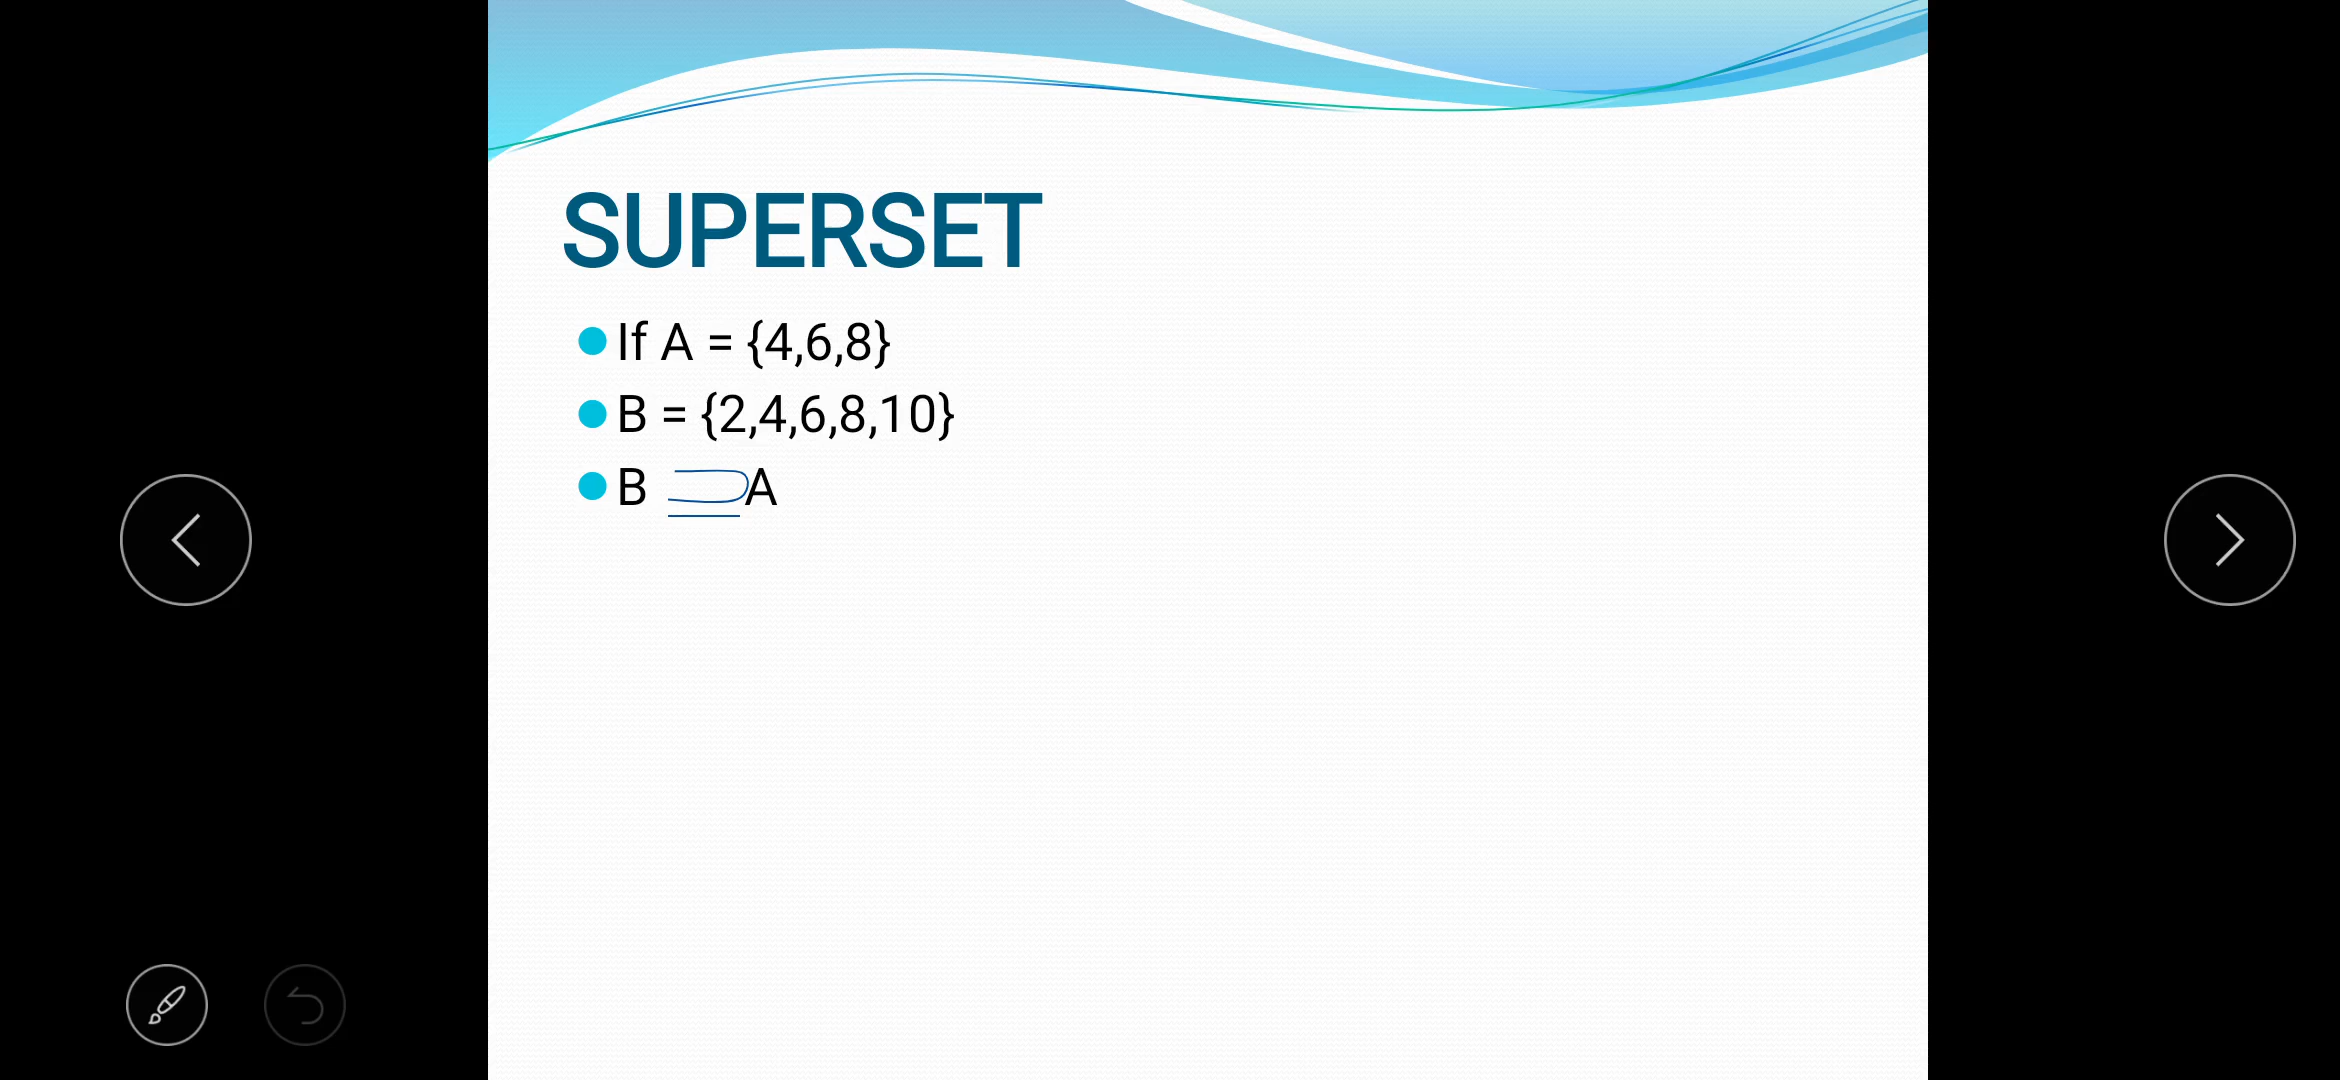 SUPERSET
If A = {4,6,8}
B = {2,4,6,8,10}
B ⊇ A